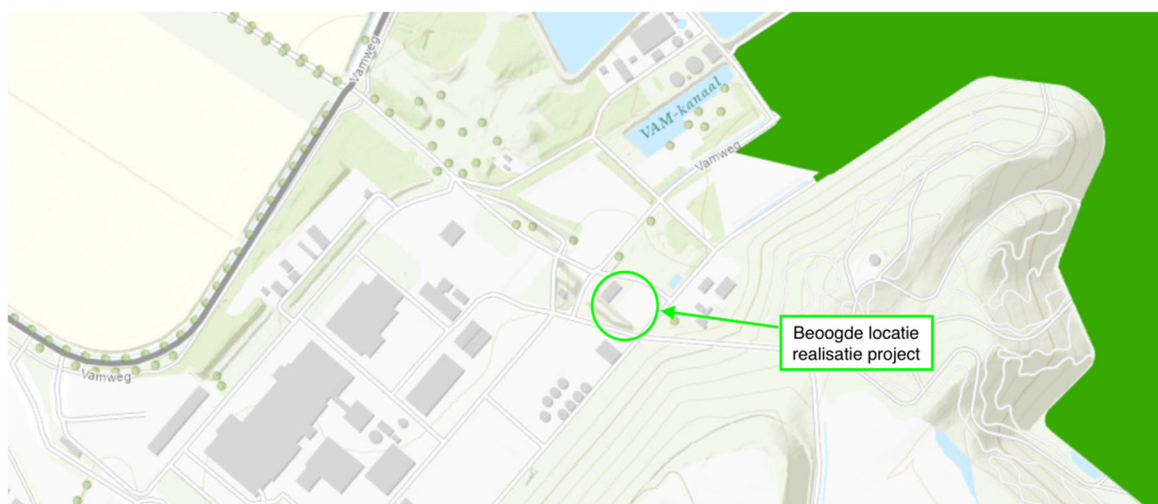 Vamweg
VAM-kanaal
Vamweg
Beoogde locatie
realisatie project
Vamweg